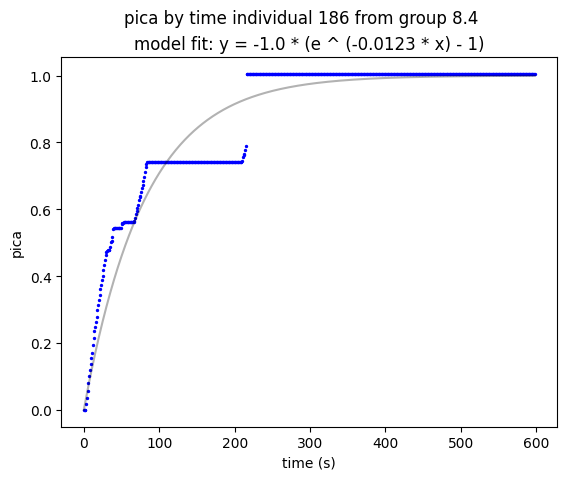 pica by time individual 186 from group 8.4
model fit: y = -1.0 * (e ^ (-0.0123 * x) - 1)
1.0
0.8
0.6
0.4
0.2
0.0
pica
0 100 200 300 400 500 600
time (s)